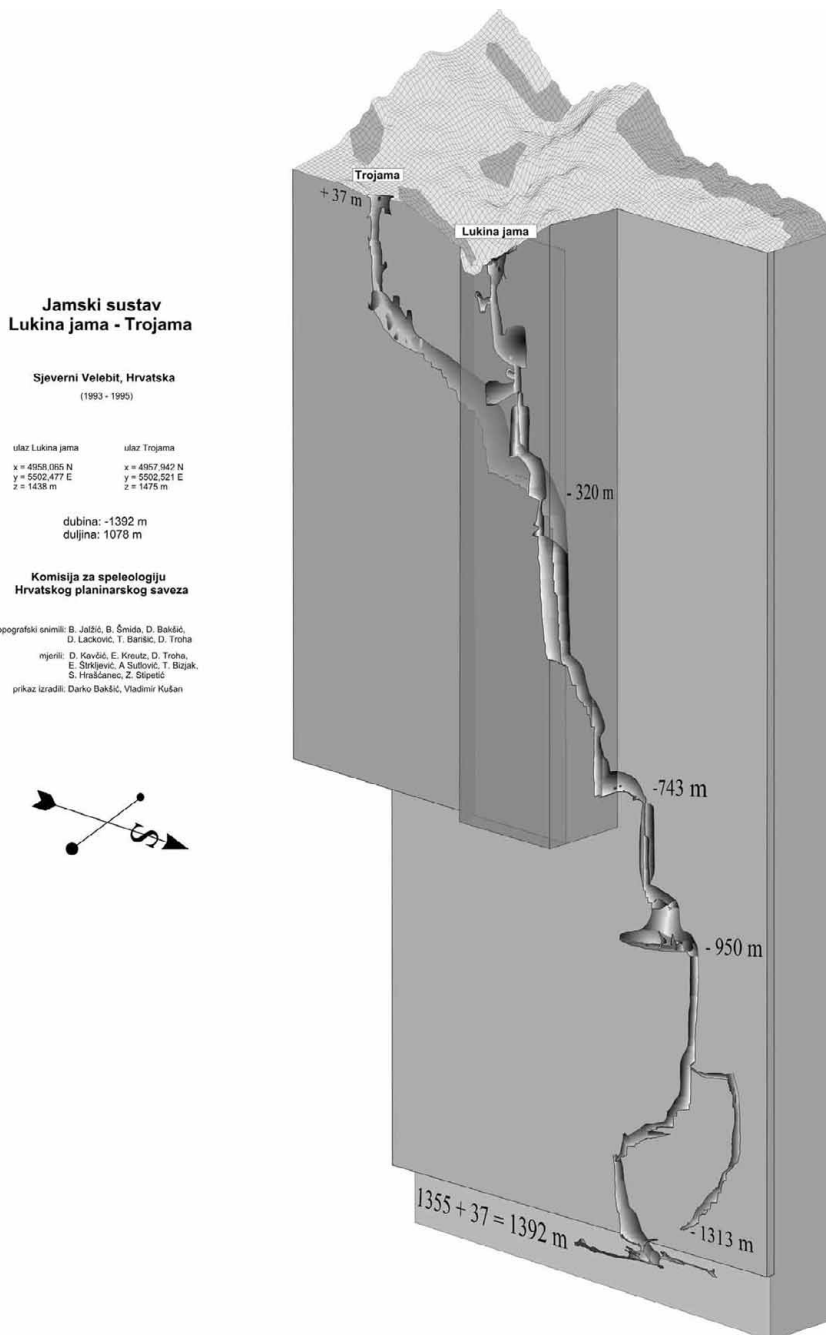 Trojama
+ 37 m
Lukina jama
Jamski sustav
Lukina jama - Trojama
Sjeverni Velebit, Hrvatska
(1993 - 1995)
ulaz Lukina jama
x = 4958,065 N
y = 5502,477 E
z = 1438 m
ulaz Trojama
x = 4957,942 N
y = 5502,521 E
z = 1475 m
dubina: -1392 m
duljina: 1078 m
Komisija za speleologiju
Hrvatskog planinarskog saveza
opografski snimili: B. Jalžić, B. Šmida, D. Bakšić,
D. Lacković, T. Barišić, D. Troha
mjerili: D. Kavčić, E. Kreutz, D. Troha,
E. Štrkljević, A Sutlović, T. Bizjak,
S. Hraščanec, Z. Stipetić
prikaz izradili: Darko Bakšić, Vladimir Kušan
S
- 320 m
-743 m
- 950 m
- 1313 m
1355 + 37 = 1392 m